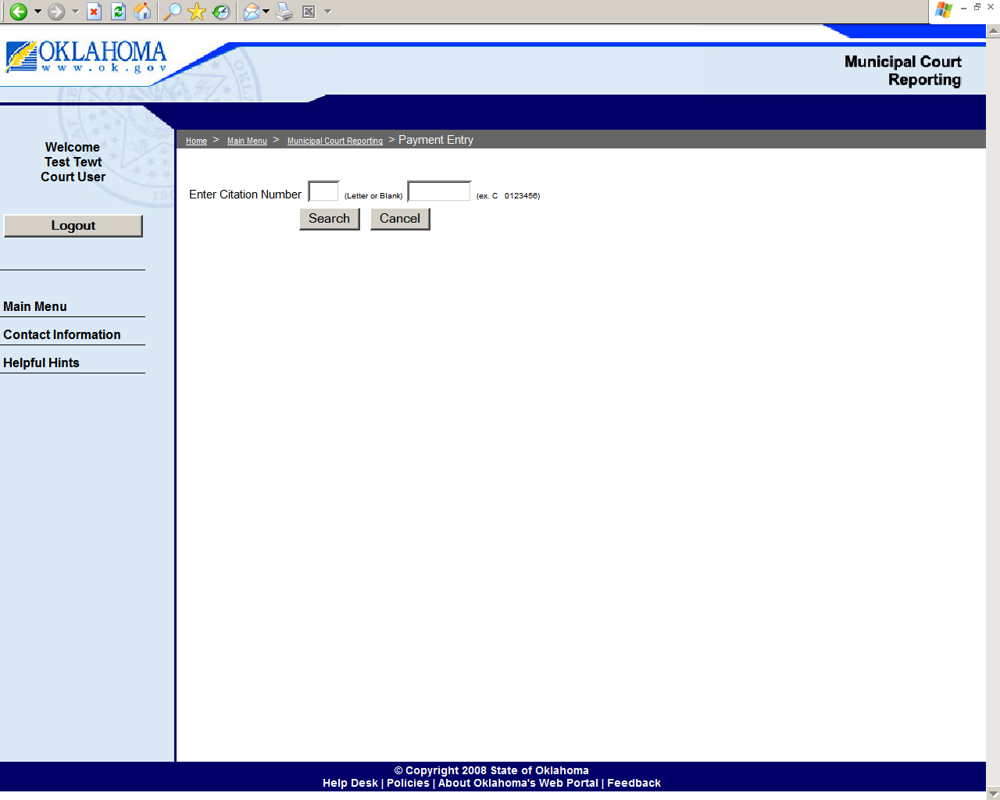 OKLAHOMA
www.ok.gov
Municipal Court
Reporting
Welcome
Test Tewt
Court User
Logout
Main Menu
Contact Information
Helpful Hints
Home > Main Menu > Municipal Court Reporting > Payment Entry
Enter Citation Number (Letter or Blank) (ex. C 0123456)
Search Cancel
© Copyright 2008 State of Oklahoma
Help Desk | Policies | About Oklahoma's Web Portal | Feedback